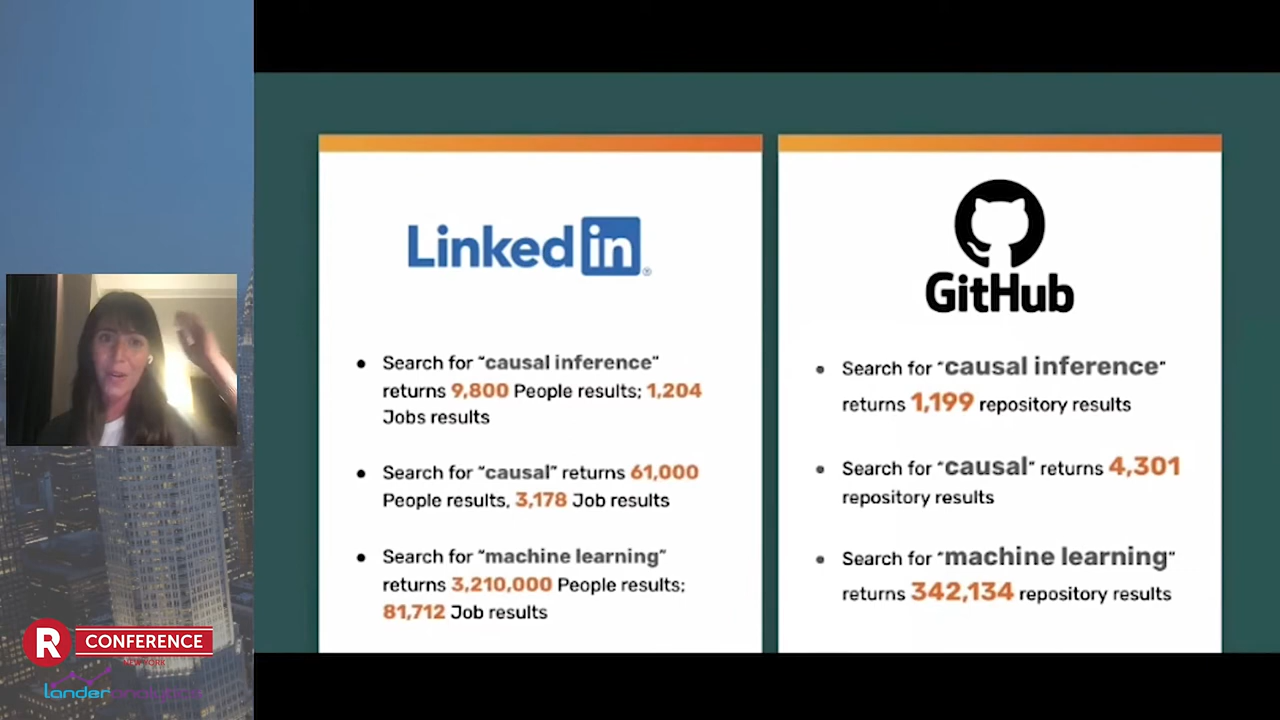 Linkedin
GitHub
● Search for "causal inference"
returns 9,800 People results; 1,204
Jobs results
● Search for "causal" returns 61,000
People results, 3,178 Job results
● Search for "machine learning"
returns 3,210,000 People results;
81,712 Job results
● Search for "causal inference"
returns 1,199 repository results
● Search for "causal" returns 4,301
repository results
● Search for "machine learning"
returns 342,134 repository results
R CONFERENCE
NEW YORK
lander analytics